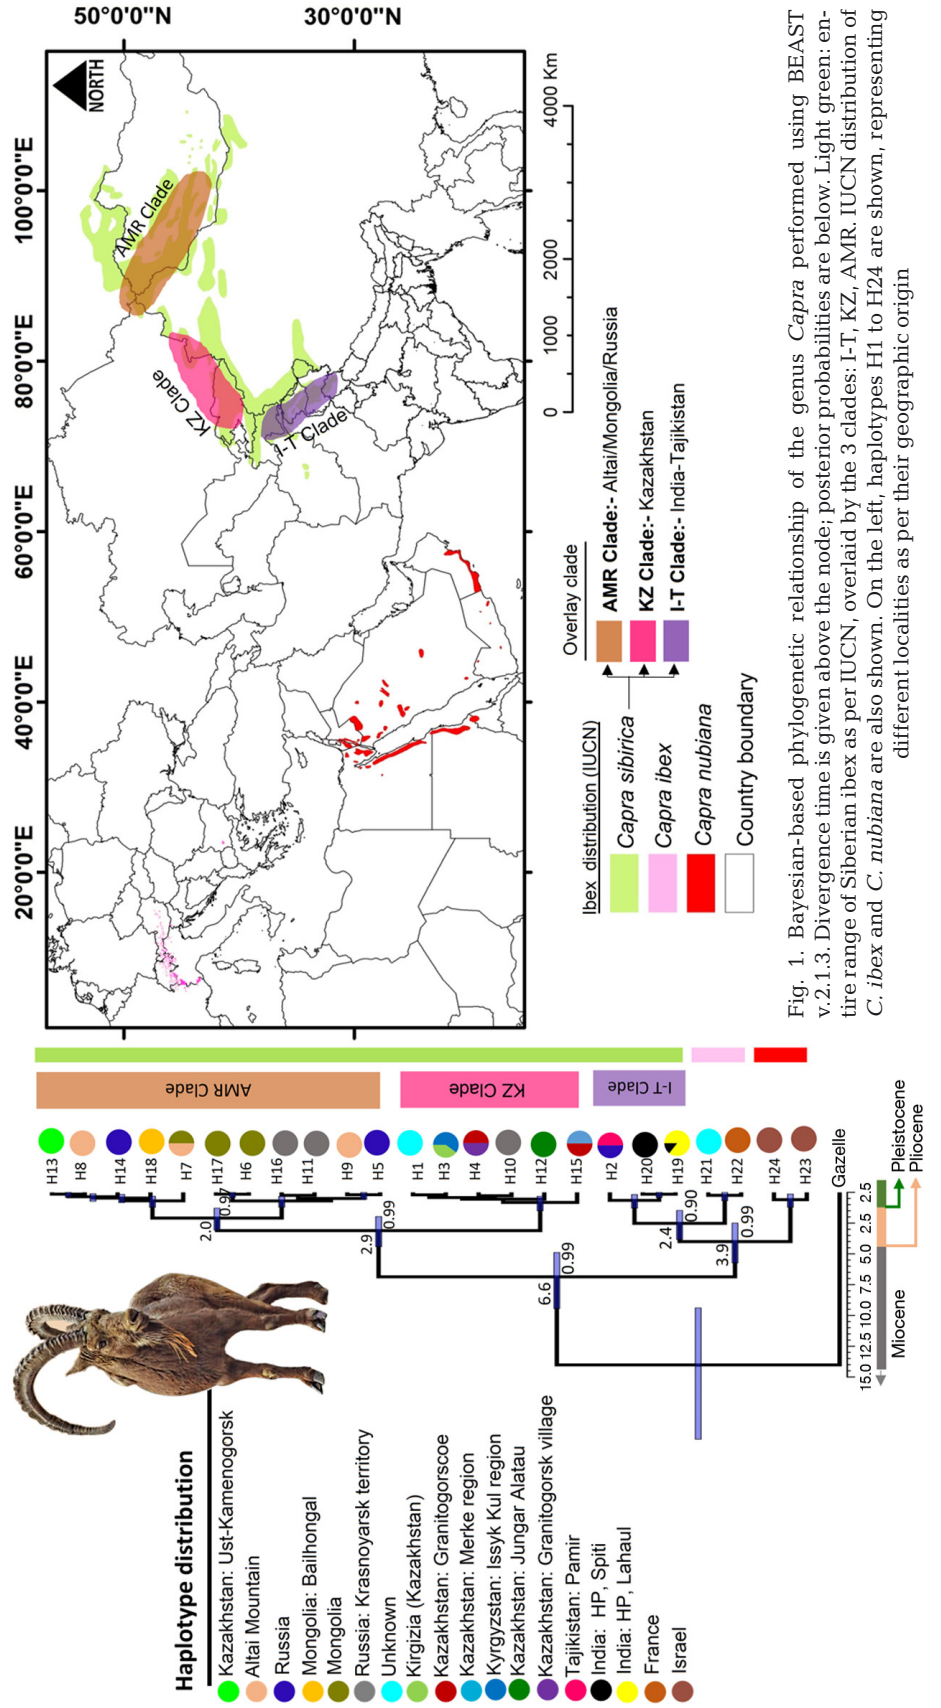 Haplotype distribution
Kazakhstan: Ust-Kamenogorsk
Altai Mountain
Russia
Mongolia: Bailhongal
Mongolia
Russia: Krasnoyarsk territory
Unknown
Kirgizia (Kazakhstan)
Kazakhstan: Granitogorscoe
Kazakhstan: Merke region
Kyrgyzstan: Issyk Kul region
Kazakhstan: Jungar Alatau
Kazakhstan: Granitogorsk village
Tajikistan: Pamir
India: HP, Spiti
India: HP, Lahaul
France
Israel
H13
H8
H14
H18
H7
H17
H6
H16
H11
H9
H5
H1
H3
H4
H10
H12
H15
H2
H20
H19
H21
H22
H24
H23
Gazelle
2.0
0.97
2.9
0.99
6.6
0.99
2.4
0.90
3.9
0.99
15.0 12.5 10.0 7.5 5.0 2.5 2.5
Miocene
Pleistocene
Pliocene
AMR Clade
KZ Clade
I-T Clade
20°0'0"E
40°0'0"E
60°0'0"E
80°0'0"E
100°0'0"E
50°0'0"N
30°0'0"N
NORTH
AMR Clade
KZ Clade
I-T Clade
0 1000 2000 4000 Km
Ibex distribution (IUCN)
Capra sibirica
Capra ibex
Capra nubiana
Country boundary
Overlay clade
AMR Clade:- Altai/Mongolia/Russia
KZ Clade:- Kazakhstan
I-T Clade:- India-Tajikistan
Fig. 1. Bayesian-based phylogenetic relationship of the genus Capra performed using BEAST
v.2.1.3. Divergence time is given above the node; posterior probabilities are below. Light green: en-
tire range of Siberian ibex as per IUCN, overlaid by the 3 clades: I-T, KZ, AMR. IUCN distribution of
C. ibex and C. nubiana are also shown. On the left, haplotypes H1 to H24 are shown, representing
different localities as per their geographic origin